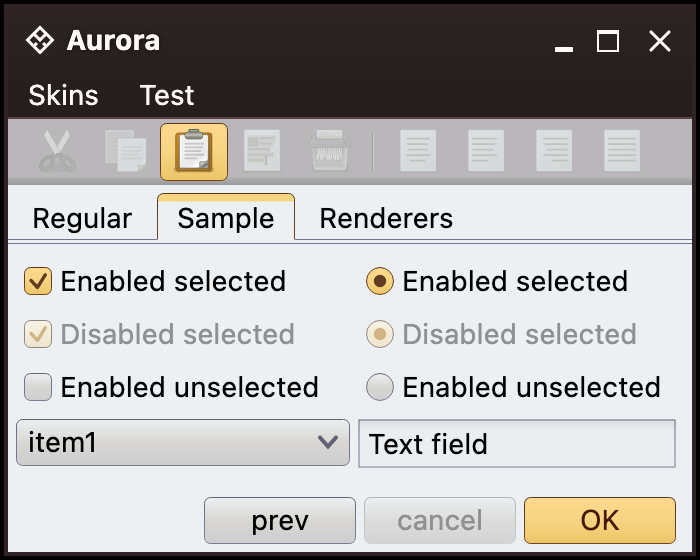 Aurora
Skins Test
Regular Sample Renderers
Enabled selected Enabled selected
Disabled selected Disabled selected
Enabled unselected Enabled unselected
item1 Text field
prev cancel OK